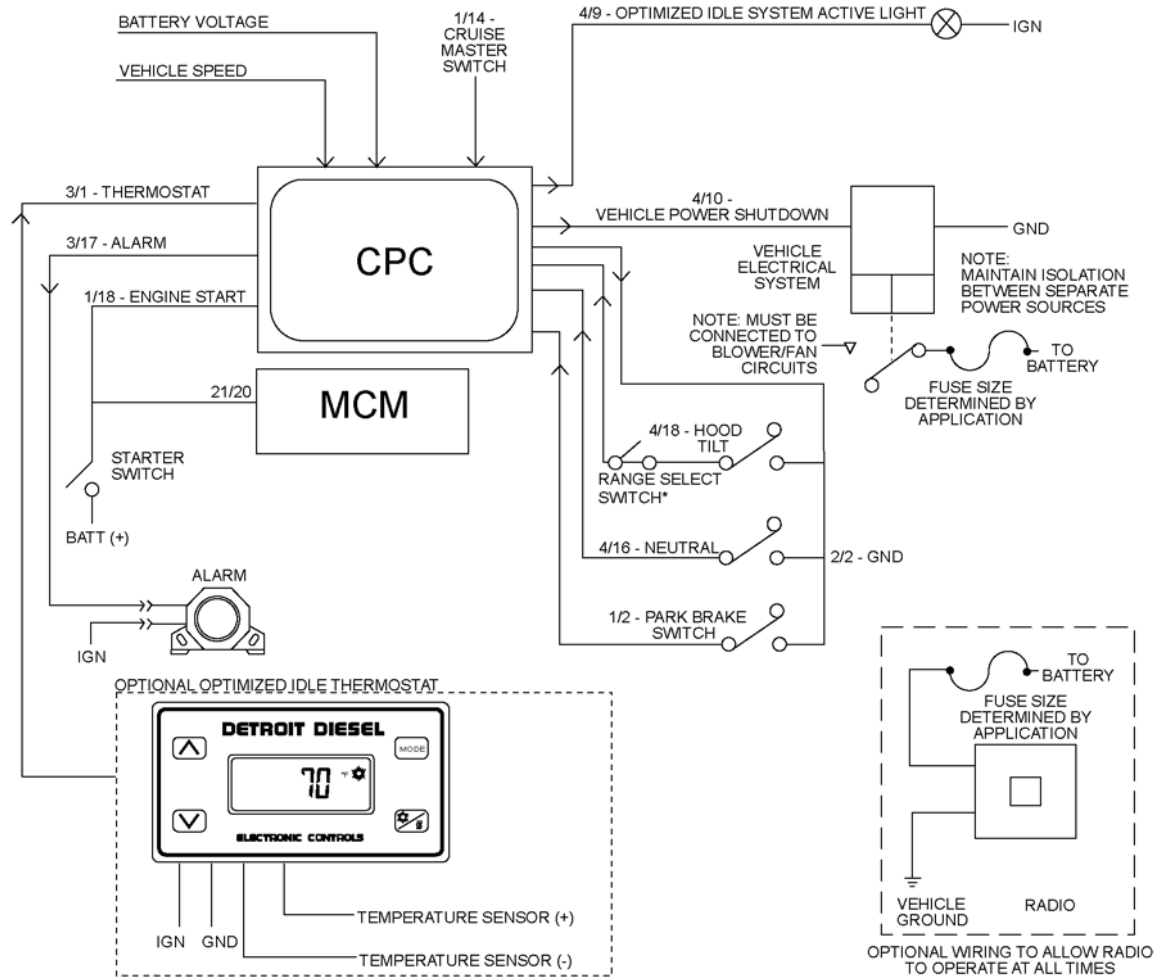 BATTERY VOLTAGE
VEHICLE SPEED
1/14 -
CRUISE
MASTER
SWITCH
4/9 - OPTIMIZED IDLE SYSTEM ACTIVE LIGHT
IGN
3/1 - THERMOSTAT
3/17 - ALARM
1/18 - ENGINE START
CPC
4/10 -
VEHICLE POWER SHUTDOWN
GND
VEHICLE
ELECTRICAL
SYSTEM
NOTE:
MAINTAIN ISOLATION
BETWEEN SEPARATE
POWER SOURCES
NOTE: MUST BE
CONNECTED TO
BLOWER/FAN
CIRCUITS
TO
BATTERY
FUSE SIZE
DETERMINED BY
APPLICATION
21/20
MCM
STARTER
SWITCH
BATT (+)
4/18 - HOOD
TILT
RANGE SELECT
SWITCH*
4/16 - NEUTRAL
2/2 - GND
1/2 - PARK BRAKE
SWITCH
ALARM
IGN
OPTIONAL OPTIMIZED IDLE THERMOSTAT
DETROIT DIESEL
MODE
70 °F
ELECTRONIC CONTROLS
IGN GND
TEMPERATURE SENSOR (+)
TEMPERATURE SENSOR (-)
TO
BATTERY
FUSE SIZE
DETERMINED BY
APPLICATION
VEHICLE
GROUND
RADIO
OPTIONAL WIRING TO ALLOW RADIO
TO OPERATE AT ALL TIMES